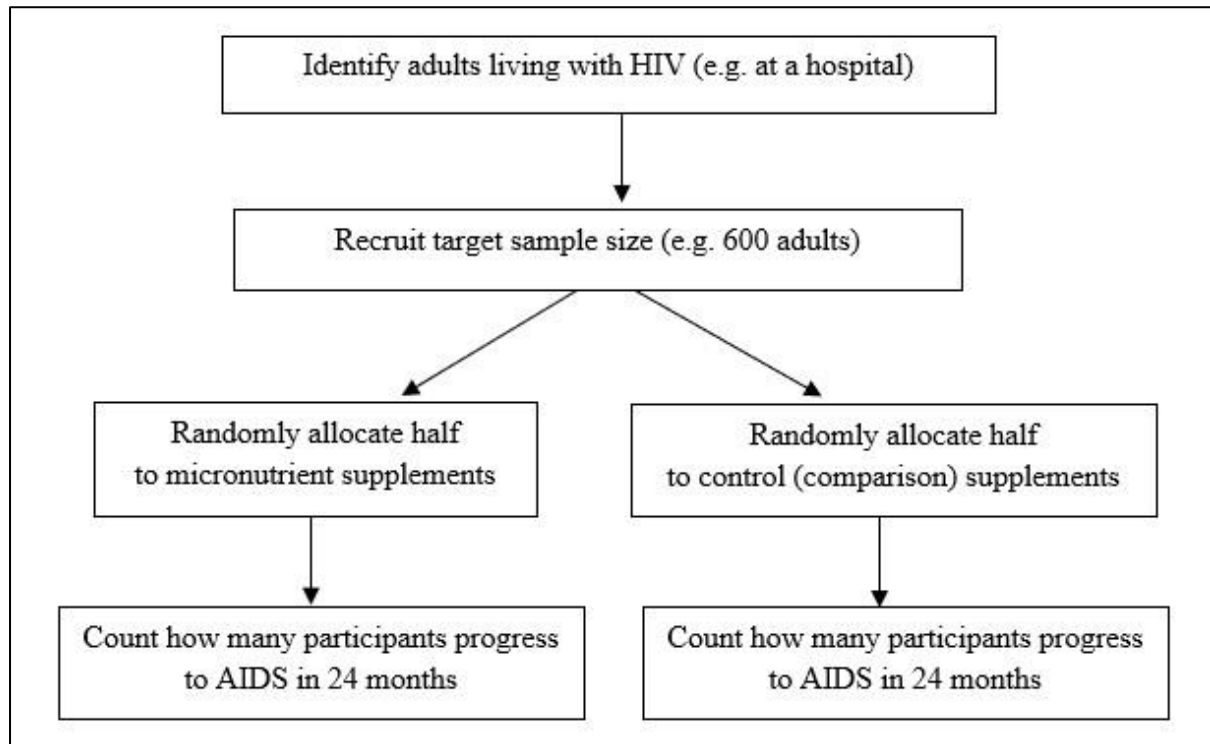 Identify adults living with HIV (e.g. at a hospital)
Recruit target sample size (e.g. 600 adults)
Randomly allocate half
to micronutrient supplements
Randomly allocate half
to control (comparison) supplements
Count how many participants progress
to AIDS in 24 months
Count how many participants progress
to AIDS in 24 months